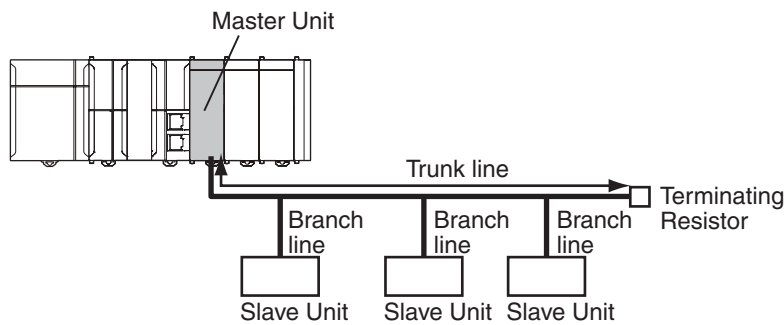 Master Unit
Trunk line
Terminating
Resistor
Branch
line
Branch
line
Branch
line
Slave Unit
Slave Unit
Slave Unit